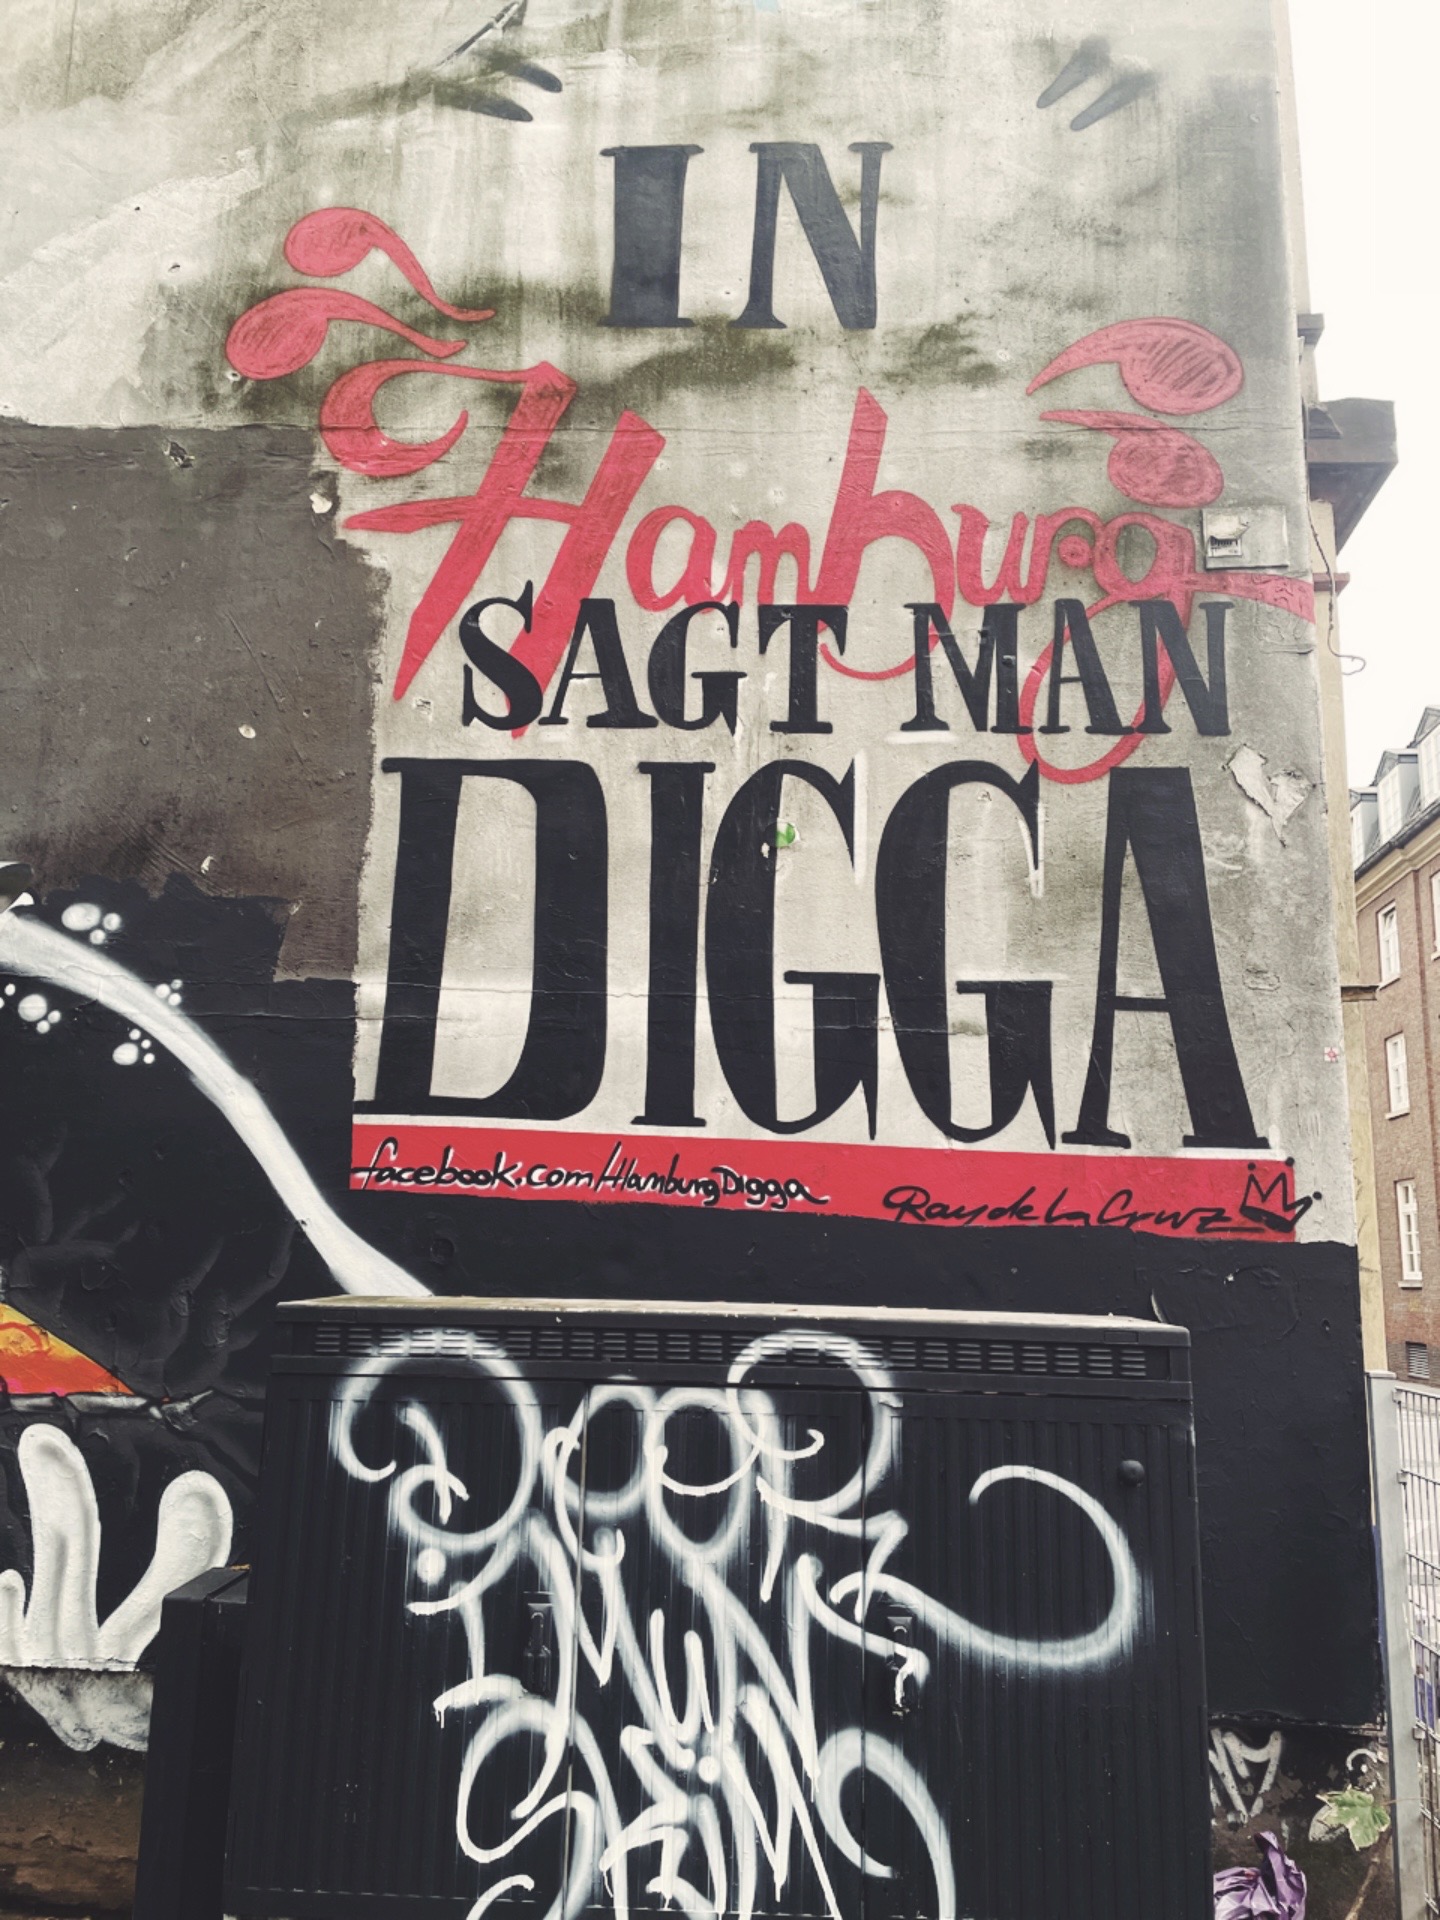 IN
Hamburg
SAGT MAN
DIGGA
facebook.com/HamburgDigga
Ray de la Cruz